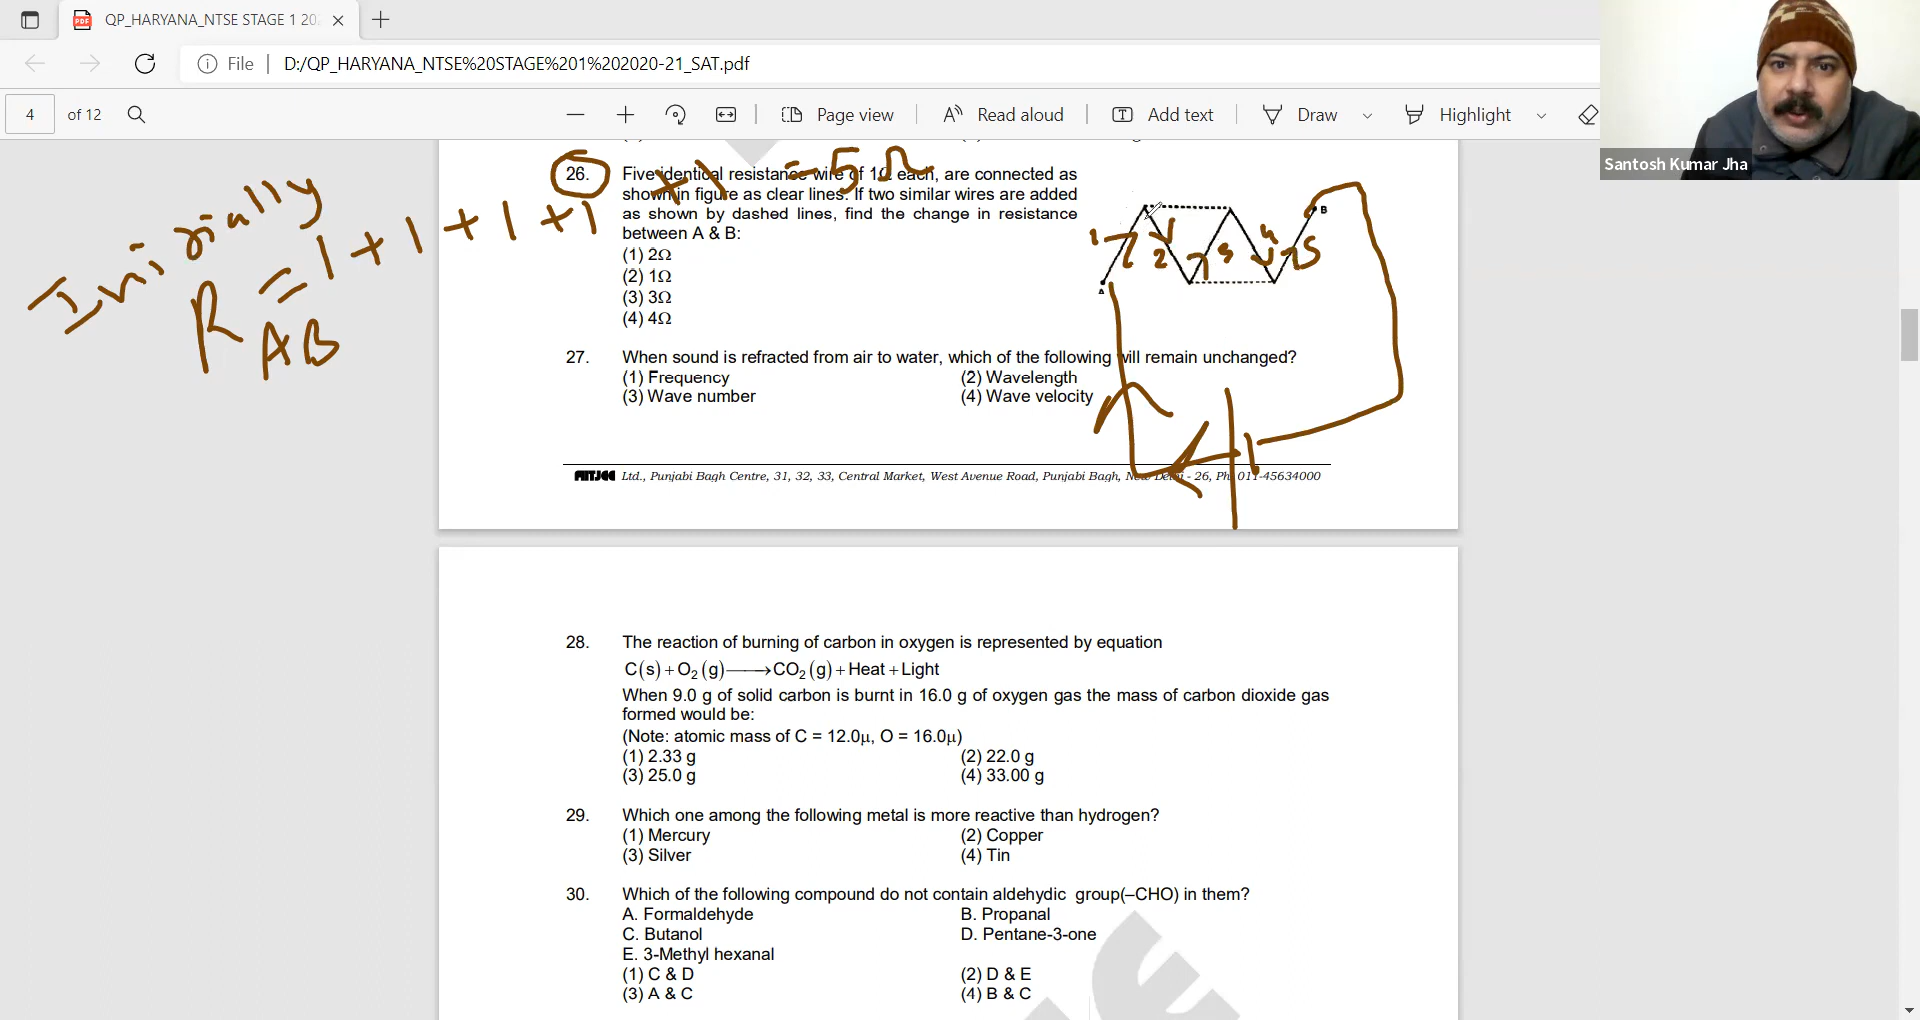 QP_HARYANA_NTSE STAGE 1 20
File D:/QP_HARYANA_NTSE%20STAGE%201%202020-21_SAT.pdf
4 of 12 Page view Read aloud Add text Draw Highlight
Santosh Kumar Jha
Initially
R AB = 1 + 1 + 1 + 1 + 1 = 5 Ω
26. Five identical resistance wire of 1Ω each, are connected as
shown in figure as clear lines. If two similar wires are added
as shown by dashed lines, find the change in resistance
between A & B:
(1) 2Ω
(2) 1Ω
(3) 3Ω
(4) 4Ω
A B
1 2 3 4 5
27. When sound is refracted from air to water, which of the following will remain unchanged?
(1) Frequency (2) Wavelength
(3) Wave number (4) Wave velocity
FIITJEE Ltd., Punjabi Bagh Centre, 31, 32, 33, Central Market, West Avenue Road, Punjabi Bagh, New Delhi - 26, Ph: 011-45634000
28. The reaction of burning of carbon in oxygen is represented by equation
C(s)+O₂(g)⟶CO₂(g)+Heat+Light
When 9.0 g of solid carbon is burnt in 16.0 g of oxygen gas the mass of carbon dioxide gas
formed would be:
(Note: atomic mass of C = 12.0μ, O = 16.0μ)
(1) 2.33 g (2) 22.0 g
(3) 25.0 g (4) 33.00 g
29. Which one among the following metal is more reactive than hydrogen?
(1) Mercury (2) Copper
(3) Silver (4) Tin
30. Which of the following compound do not contain aldehydic group(–CHO) in them?
A. Formaldehyde B. Propanal
C. Butanol D. Pentane-3-one
E. 3-Methyl hexanal
(1) C & D (2) D & E
(3) A & C (4) B & C